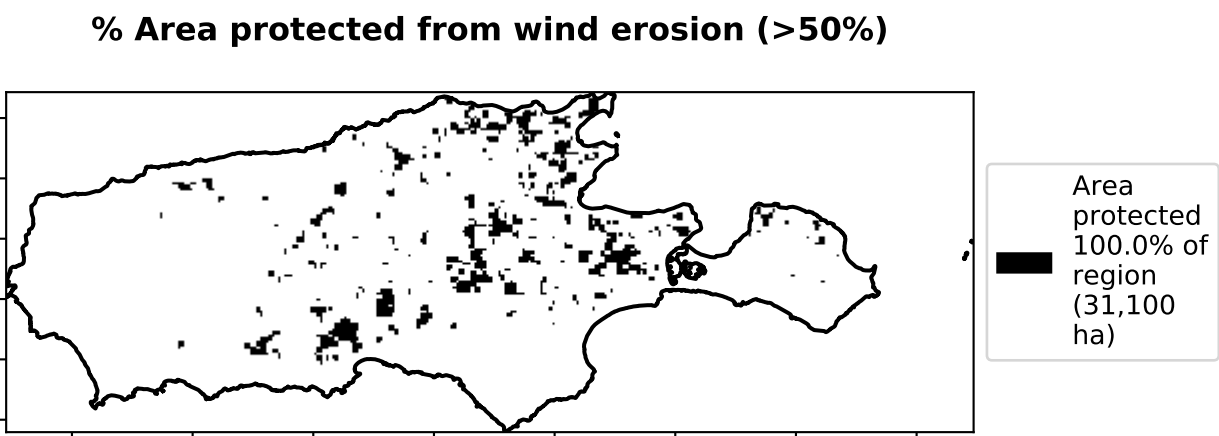 % Area protected from wind erosion (>50%)
Area
protected
100.0% of
region
(31,100
ha)